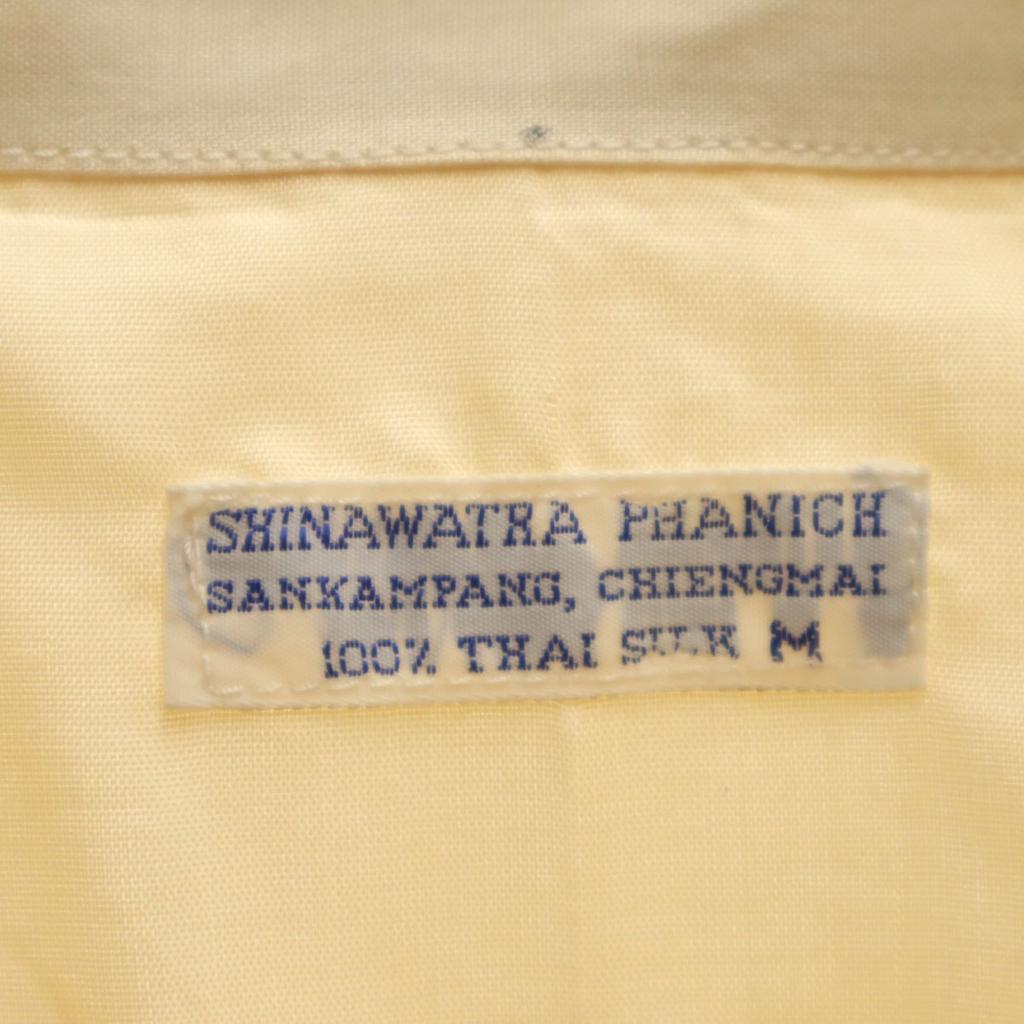 SHINAWATRA PHANICH
SANKAMPANG, CHIENGMAI
100% THAI SILK M